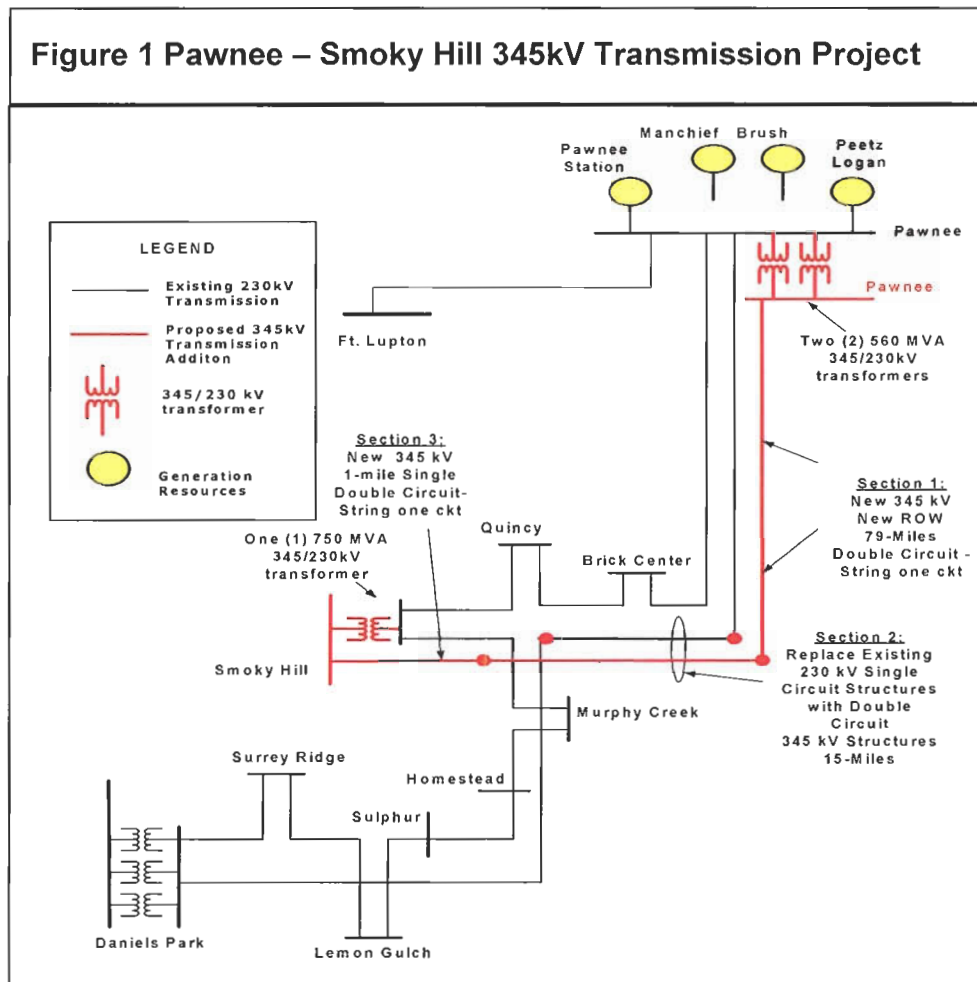 Figure 1 Pawnee – Smoky Hill 345kV Transmission Project
Manchief Brush
Pawnee
Station
Peetz
Logan
Pawnee
Pawnee
LEGEND
Existing 230kV
Transmission
Proposed 345kV
Transmission
Additon
345/230 kV
transformer
Generation
Resources
Ft. Lupton
Two (2) 560 MVA
345/230kV
transformers
Section 3:
New 345 kV
1-mile Single
Double Circuit-
String one ckt
Section 1:
New 345 kV
New ROW
79-Miles
Double Circuit -
String one ckt
One (1) 750 MVA
345/230kV
transformer
Quincy
Brick Center
Smoky Hill
Section 2:
Replace Existing
230 kV Single
Circuit Structures
with Double
Circuit
345 kV Structures
15-Miles
Murphy Creek
Surrey Ridge
Homestead
Sulphur
Daniels Park
Lemon Gulch